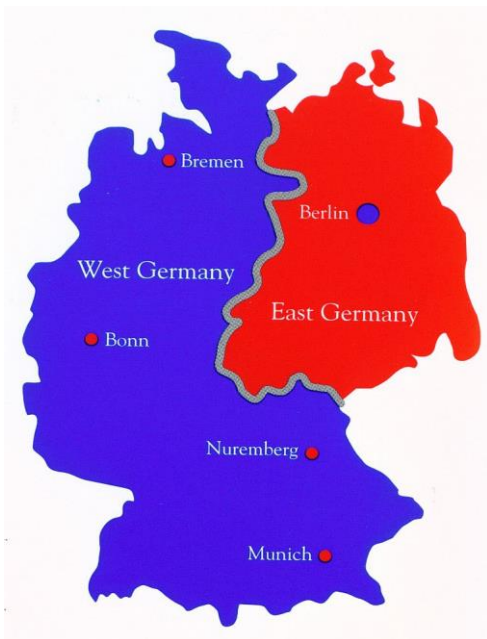 Bremen
Berlin
West Germany
East Germany
Bonn
Nuremberg
Munich